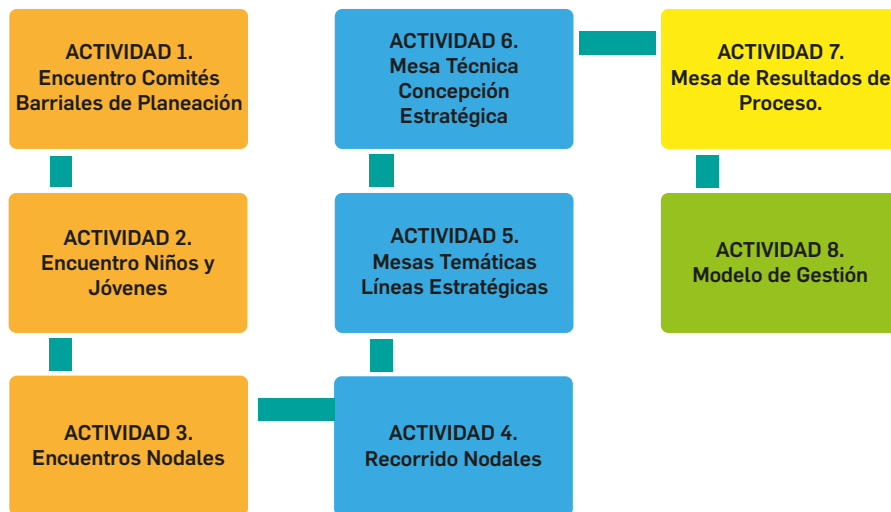 ACTIVIDAD 1.
Encuentro Comités
Barriales de Planeación
ACTIVIDAD 2.
Encuentro Niños y
Jóvenes
ACTIVIDAD 3.
Encuentros Nodales
ACTIVIDAD 4.
Recorrido Nodales
ACTIVIDAD 5.
Mesas Temáticas
Líneas Estratégicas
ACTIVIDAD 6.
Mesa Técnica
Concepción
Estratégica
ACTIVIDAD 7.
Mesa de Resultados de
Proceso.
ACTIVIDAD 8.
Modelo de Gestión